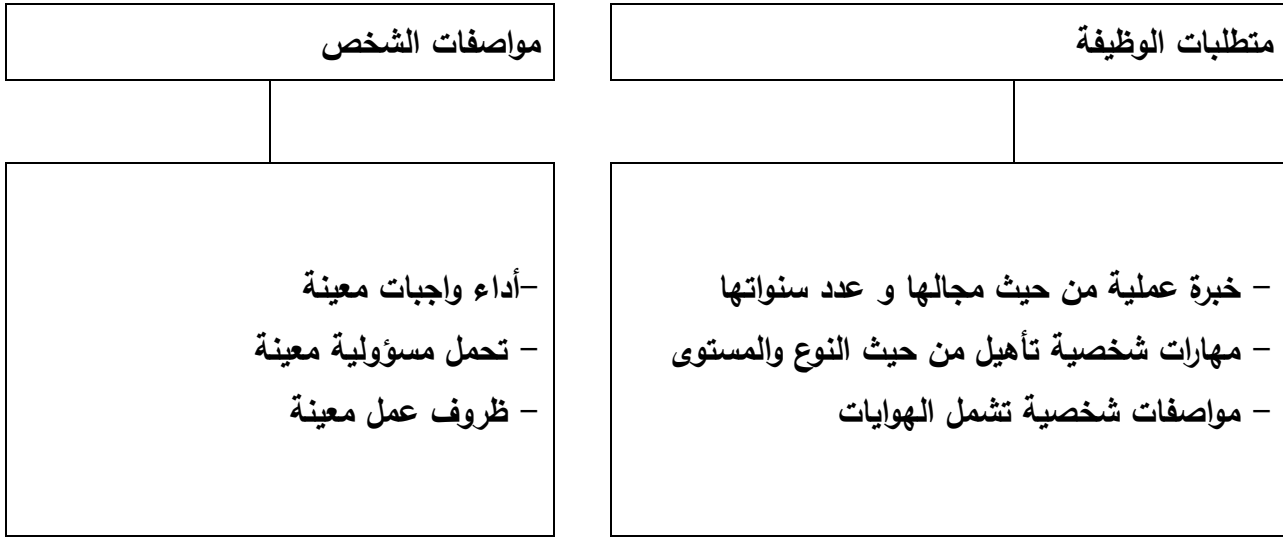 متطلبات الوظيفة
مواصفات الشخص
- خبرة عملية من حيث مجالها و عدد سنواتها
- مهارات شخصية تأهيل من حيث النوع والمستوى
- مواصفات شخصية تشمل الهوايات
-أداء واجبات معينة
- تحمل مسؤولية معينة
- ظروف عمل معينة